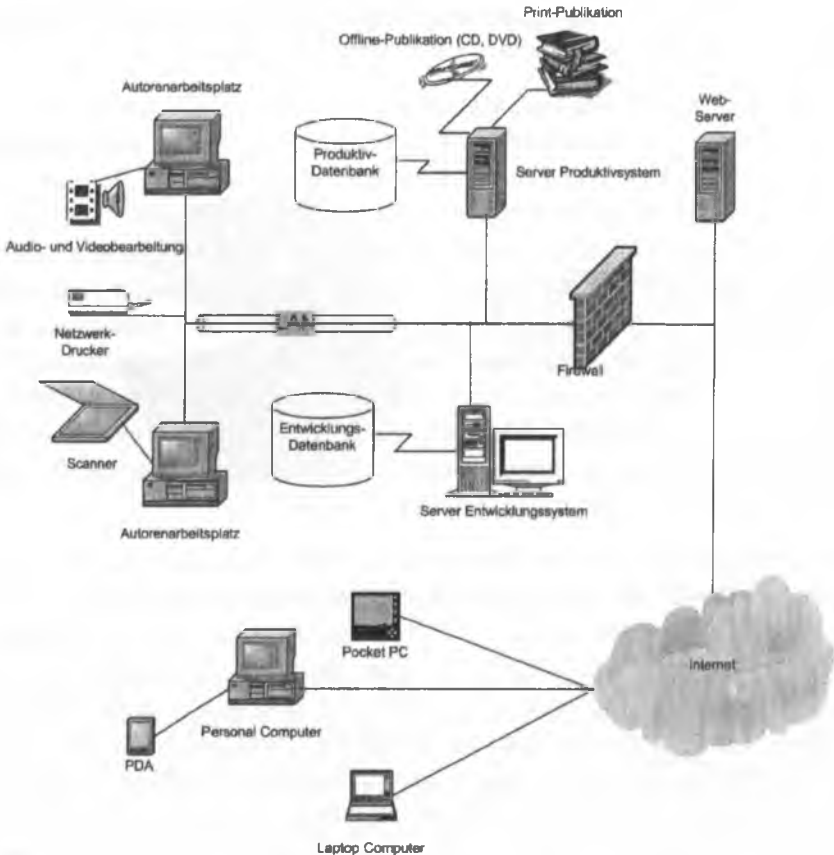 Print-Publikation
Offline-Publikation (CD, DVD)
Autorenarbeitsplatz
Web-
Server
Produktiv-
Datenbank
Server Produktivsystem
Audio- und Videobearbeitung
Netzwerk-
Drucker
Firewall
Entwicklungs-
Datenbank
Scanner
Server Entwicklungssystem
Autorenarbeitsplatz
Internet
Pocket PC
Personal Computer
PDA
Laptop Computer